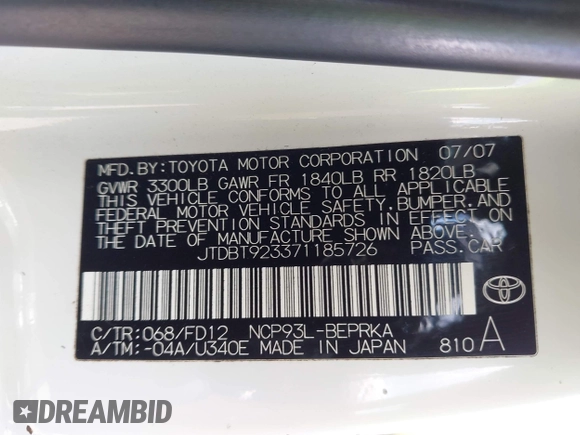 MFD. BY: TOYOTA MOTOR CORPORATION 07/07
GVWR 3300LB GAWR FR 1840LB RR 1820LB
THIS VEHICLE CONFORMS TO ALL APPLICABLE
FEDERAL MOTOR VEHICLE SAFETY, BUMPER, AND
THEFT PREVENTION STANDARDS IN EFFECT ON
THE DATE OF MANUFACTURE SHOWN ABOVE.
JTDBT923371185726 PASS. CAR
C/TR: 068/FD12 NCP93L-BEPRKA
A/TM: -04A/U340E MADE IN JAPAN 810 A
DREAMBID